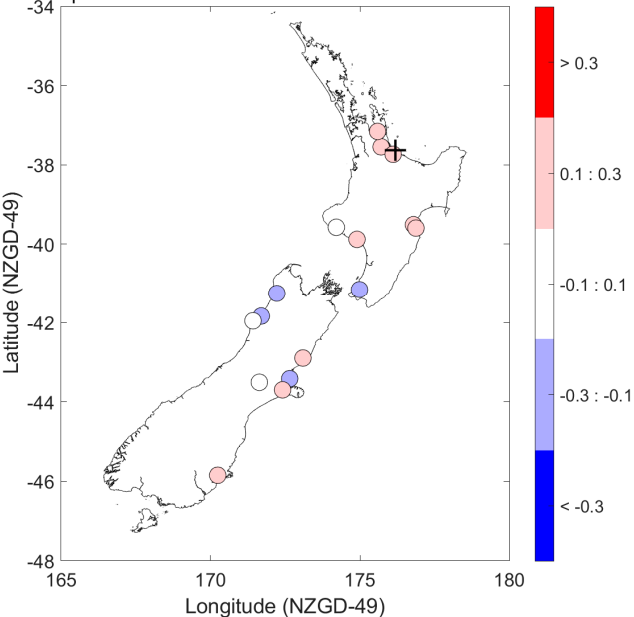 -34
-36
-38
-40
-42
-44
-46
-48
165
170
175
180
Latitude (NZGD-49)
Longitude (NZGD-49)
> 0.3
0.1 : 0.3
-0.1 : 0.1
-0.3 : -0.1
< -0.3